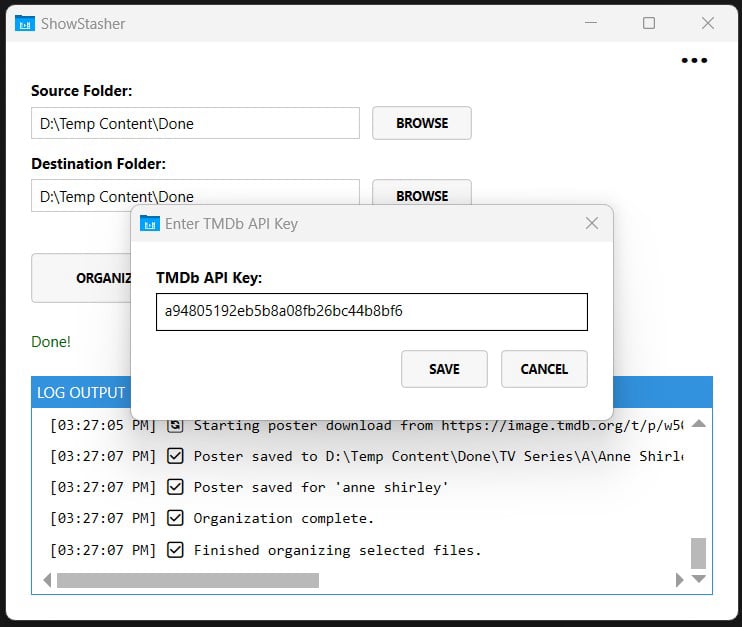 ShowStasher
Source Folder:
D:\Temp Content\Done
BROWSE
Destination Folder:
D:\Temp Content\Done
BROWSE
Enter TMDb API Key
TMDb API Key:
a94805192eb5b8a08fb26bc44b8bf6
SAVE
CANCEL
ORGANIZ
Done!
LOG OUTPUT
[03:27:05 PM] Starting poster download from https://image.tmdb.org/t/p/w50
[03:27:07 PM] Poster saved to D:\Temp Content\Done\TV Series\A\Anne Shirle
[03:27:07 PM] Poster saved for 'anne shirley'
[03:27:07 PM] Organization complete.
[03:27:07 PM] Finished organizing selected files.